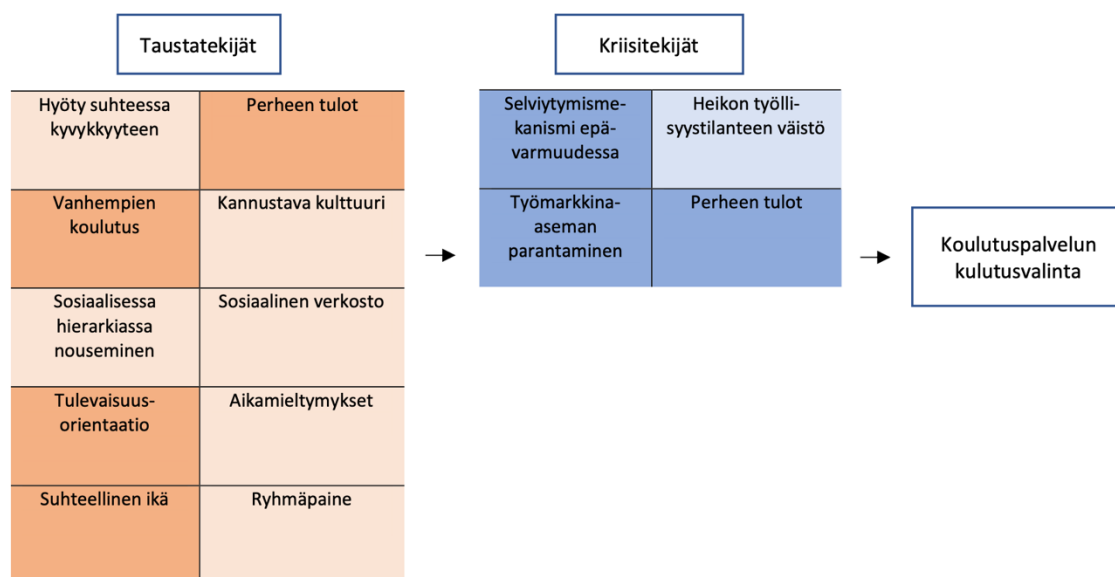 Taustatekijät
Kriisitekijät
Hyöty suhteessa
kyvykkyyteen
Perheen tulot
Vanhempien
koulutus
Kannustava kulttuuri
Sosiaalisessa
hierarkiassa
nouseminen
Sosiaalinen verkosto
Tulevaisuus-
orientaatio
Aikamieltymykset
Suhteellinen ikä
Ryhmäpaine
Selviytymisme-
kanismi epä-
varmuudessa
Heikon työlli-
syystilanteen väistö
Työmarkkina-
aseman
parantaminen
Perheen tulot
Koulutuspalvelun
kulutusvalinta